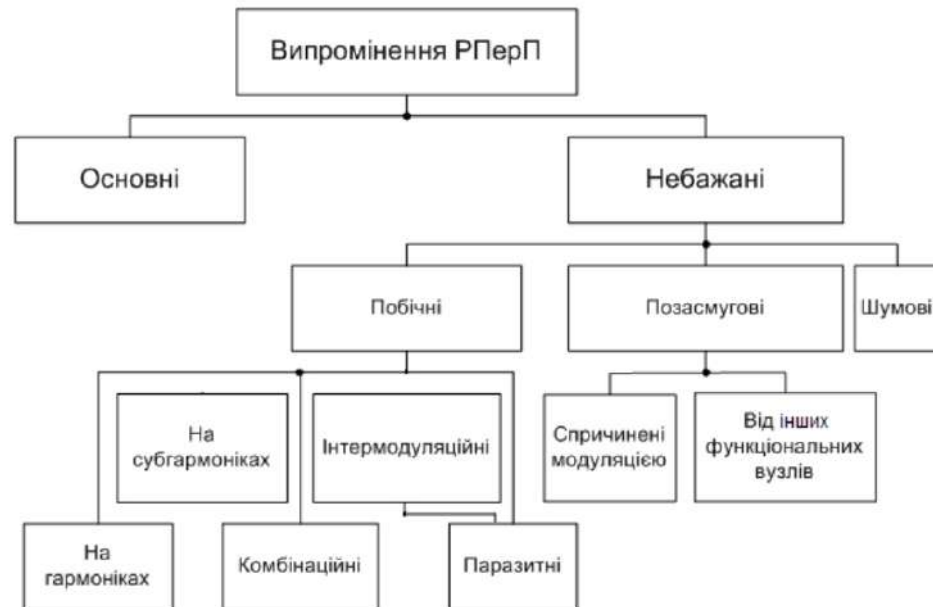 Випромінення РПерП
Основні
Небажані
Побічні
Позасмугові
Шумові
На
субгармоніках
Інтермодуляційні
Спричинені
модуляцією
Від інших
функціональних
вузлів
На
гармоніках
Комбінаційні
Паразитні